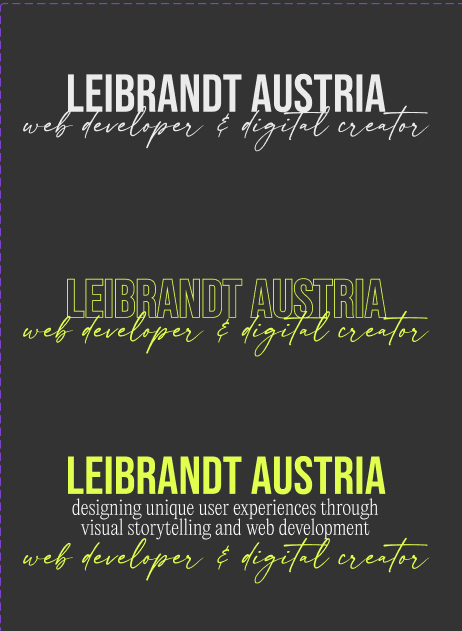 LEIBRANDT AUSTRIA
web developer & digital creator
LEIBRANDT AUSTRIA
web developer & digital creator
LEIBRANDT AUSTRIA
designing unique user experiences through
visual storytelling and web development
web developer & digital creator